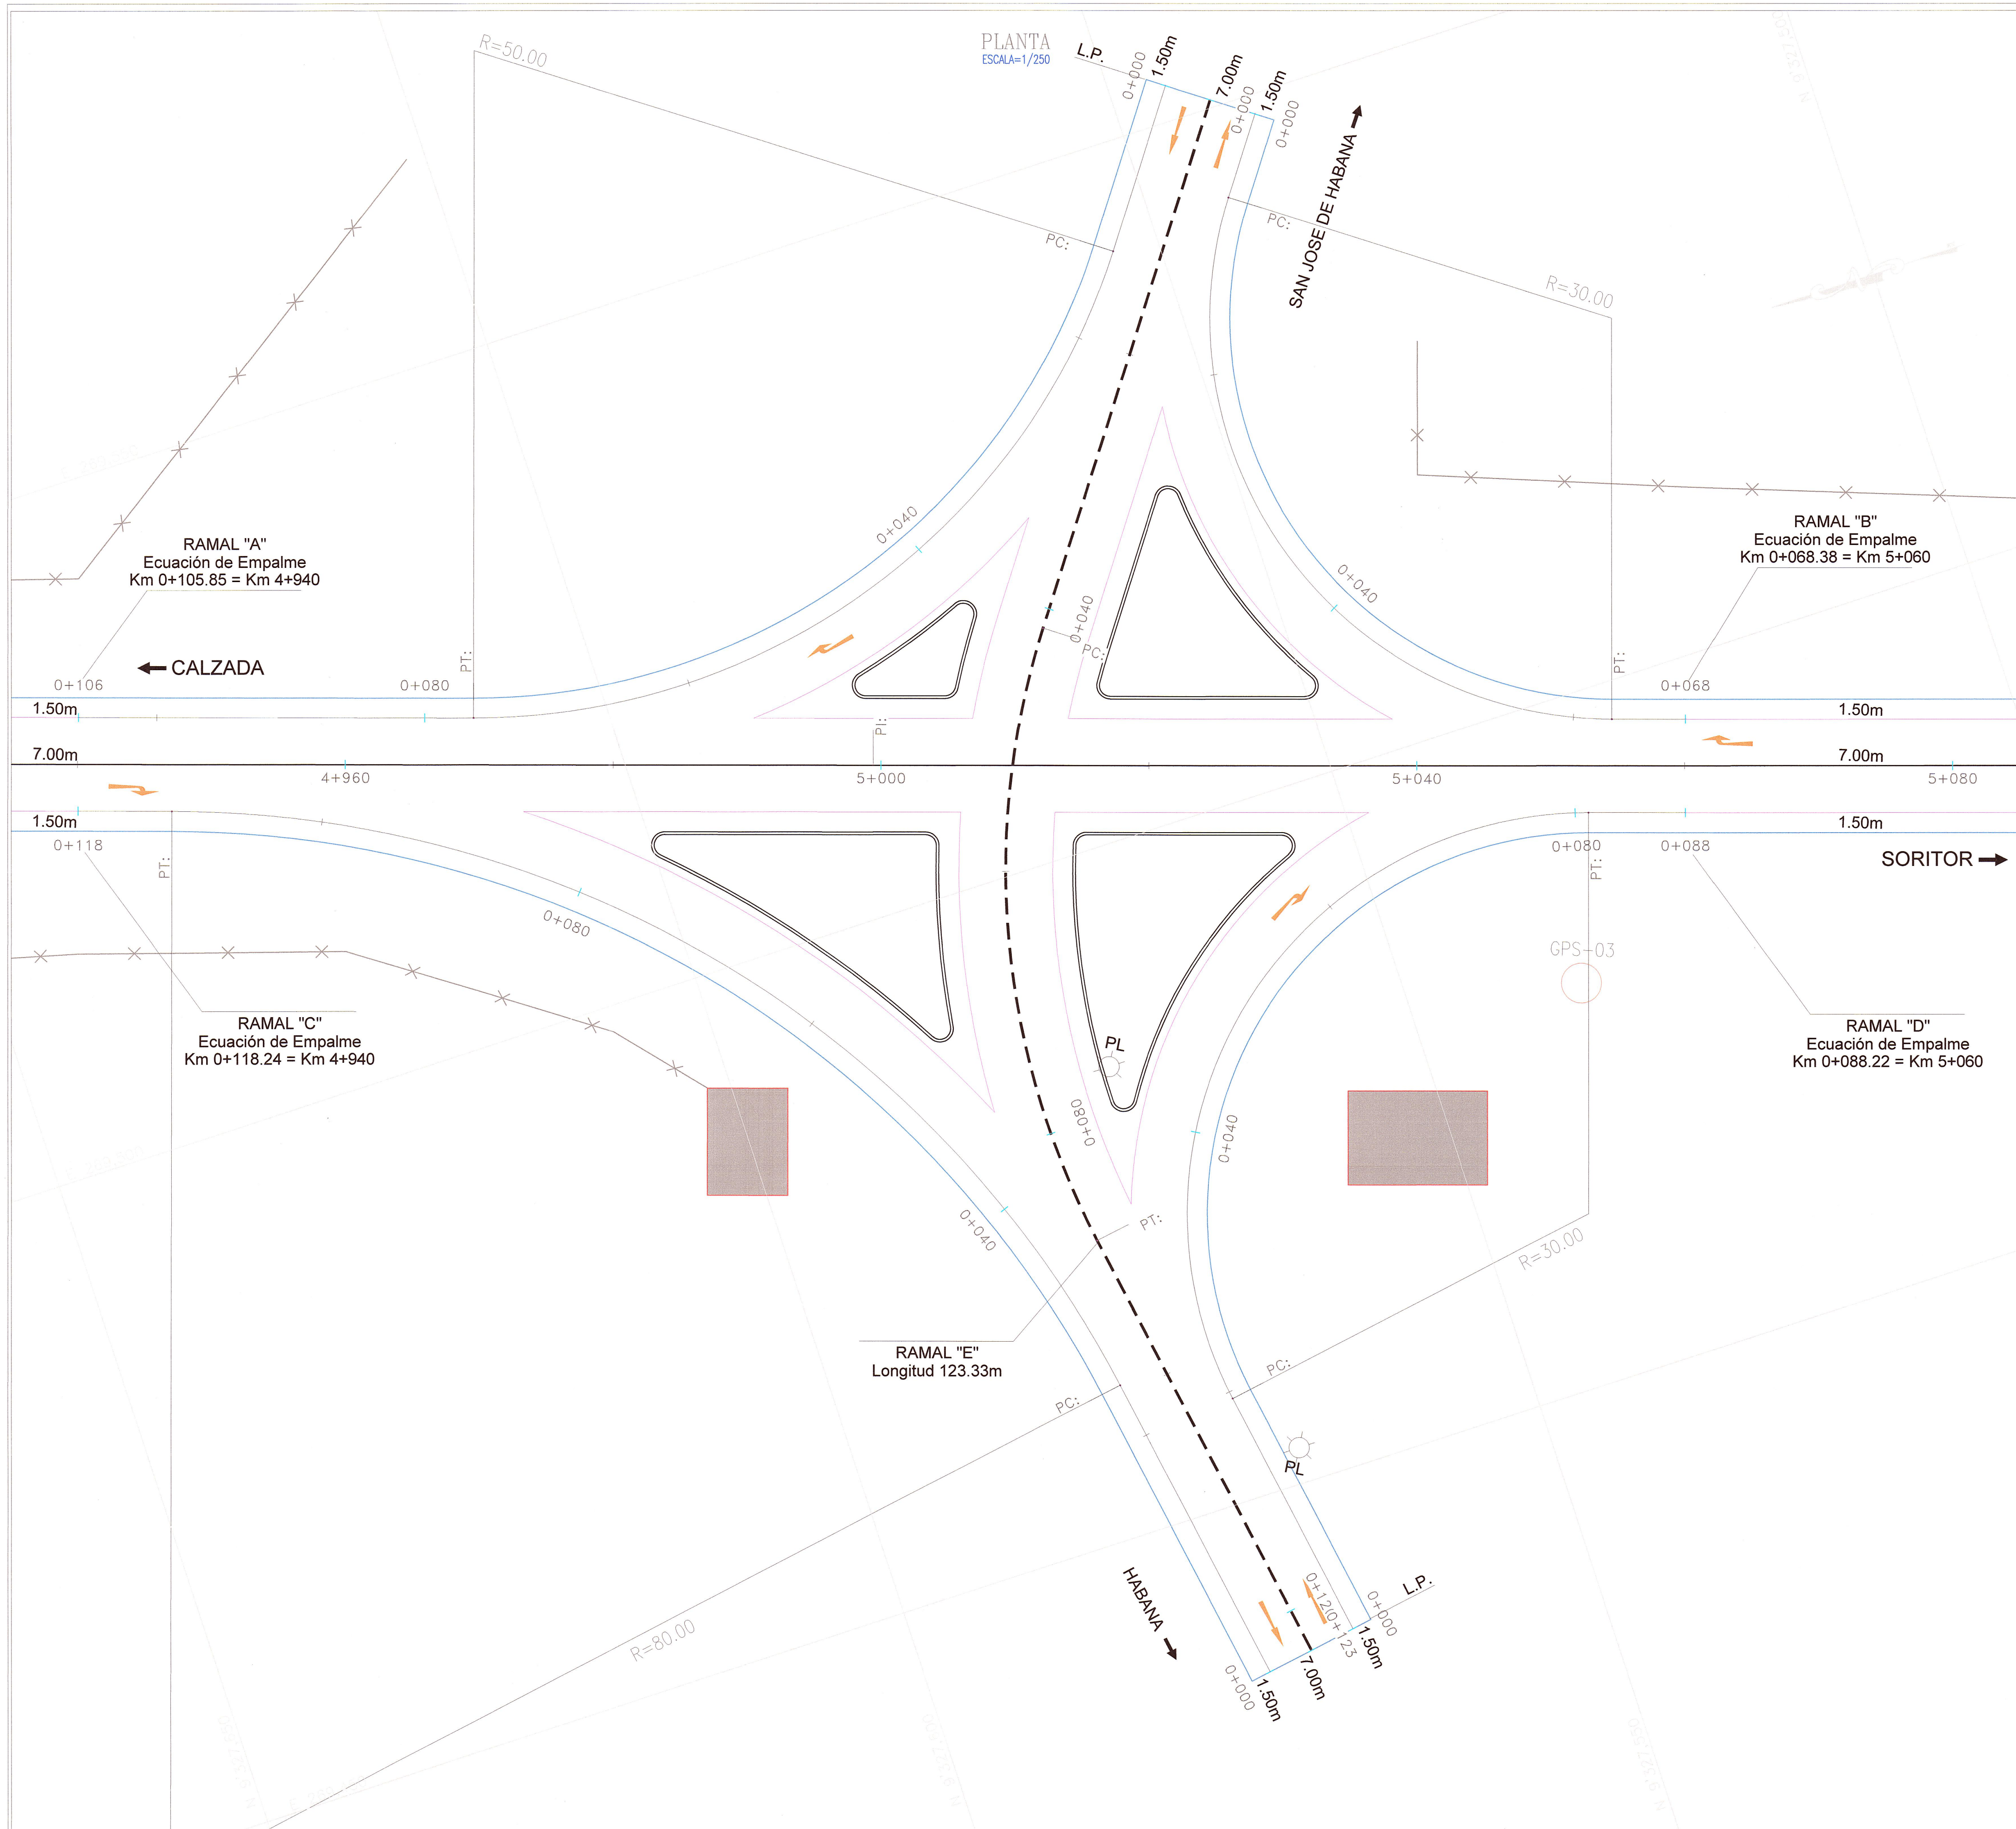 PLANTA
ESCALA=1/250
R=50.00
L.P.
0+000
1.50m
7.00m
0+000
1.50m
0+000
SAN JOSE DE HABANA
PC:
PC:
R=30.00
RAMAL "A"
Ecuación de Empalme
Km 0+105.85 = Km 4+940
0+040
RAMAL "B"
Ecuación de Empalme
Km 0+068.38 = Km 5+060
0+040
0+040
PC:
CALZADA
PT:
PT:
0+106
0+080
0+068
1.50m
1.50m
PI:
7.00m
7.00m
4+960
5+000
5+040
5+080
1.50m
1.50m
0+118
PT:
0+080
0+088
PT:
SORITOR
0+080
GPS-03
RAMAL "C"
Ecuación de Empalme
Km 0+118.24 = Km 4+940
RAMAL "D"
Ecuación de Empalme
Km 0+088.22 = Km 5+060
PL
0+080
0+040
0+040
PT:
R=30.00
RAMAL "E"
Longitud 123.33m
PC:
PC:
PL
HABANA
R=80.00
L.P.
0+12(0+123
0+000
1.50m
7.00m
0+000
1.50m